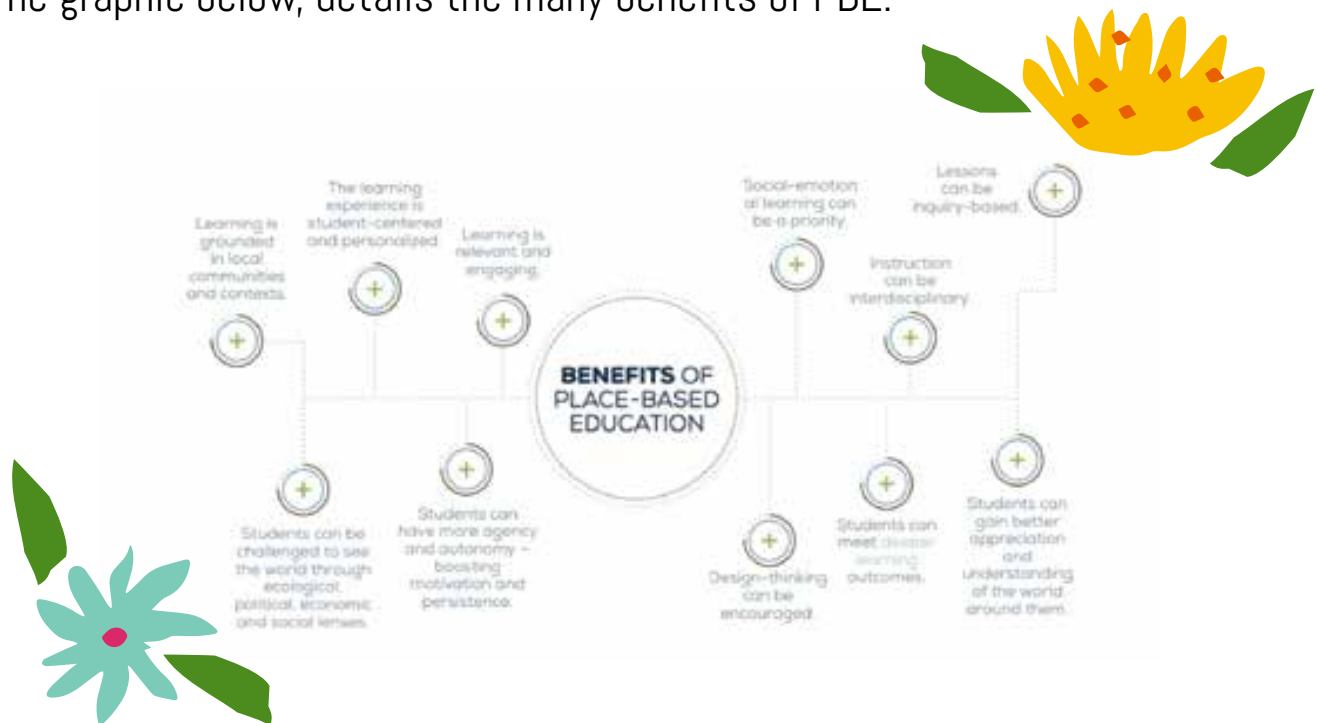 he graphic below, details the many benefits of PBE.
Learning is
grounded
in local
communities
and contexts.
The learning
experience is
student-centered
and personalized.
Learning is
relevant and
engaging.
Social-emotion
al learning can
be a priority.
Instruction
can be
interdisciplinary.
Lessons
can be
inquiry-based.
BENEFITS OF
PLACE-BASED
EDUCATION
Students can be
challenged to see
the world through
ecological,
political, economic
and social lenses.
Students can
have more agency
and autonomy –
boosting
motivation and
persistence.
Design-thinking
can be
encouraged.
Students can
meet deeper
learning
outcomes.
Students can
gain better
appreciation
and
understanding
of the world
around them.